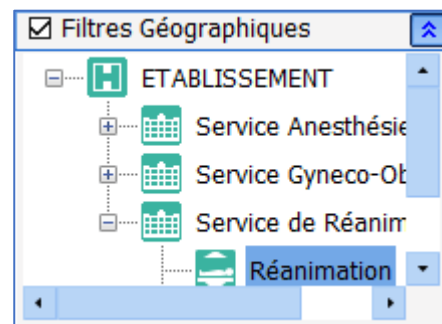 Filtres Géographiques
ETABLISSEMENT
Service Anesthésie
Service Gyneco-Ob
Service de Réanim
Réanimation